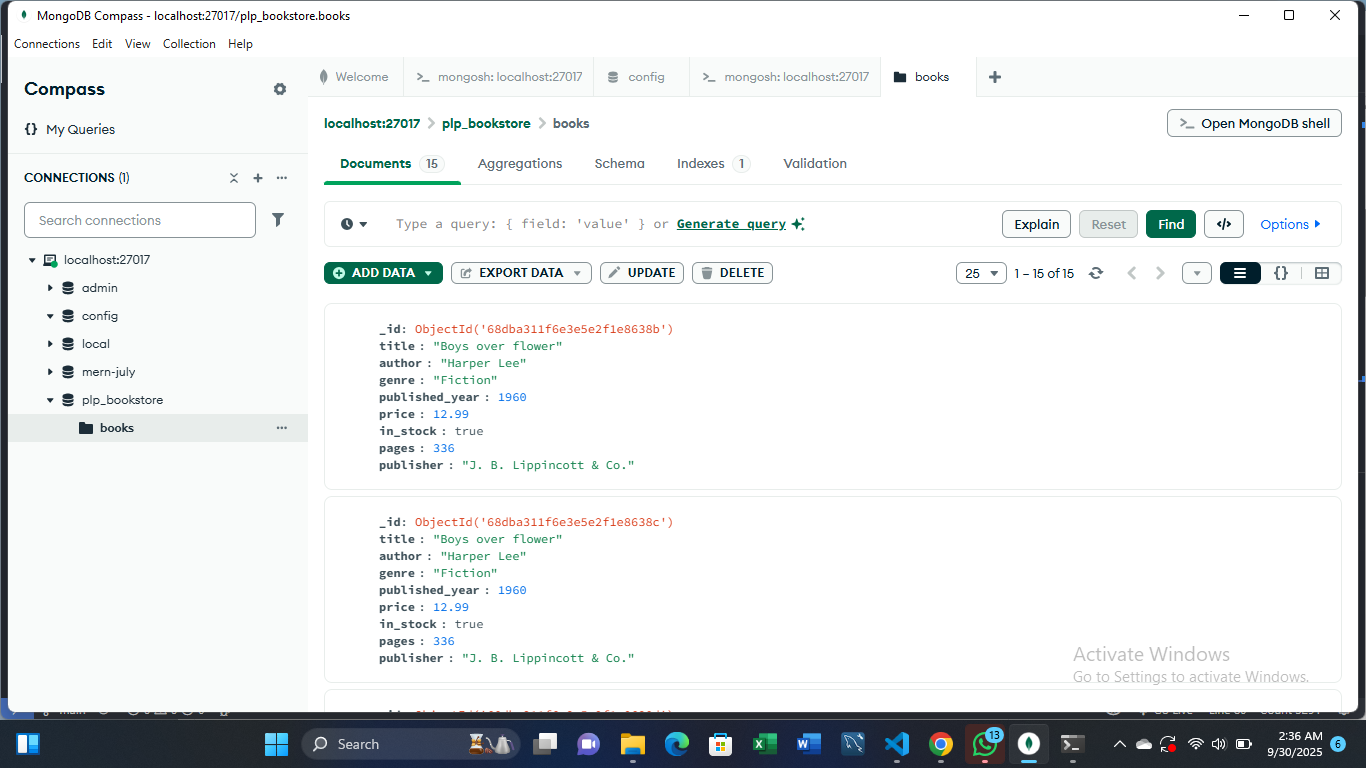 MongoDB Compass - localhost:27017/plp_bookstore.books
Connections Edit View Collection Help
Compass
My Queries
CONNECTIONS (1)
Search connections
localhost:27017
admin
config
local
mern-july
plp_bookstore
books
Welcome
mongosh: localhost:27017
config
mongosh: localhost:27017
books
localhost:27017 > plp_bookstore > books
Open MongoDB shell
Documents 15 Aggregations Schema Indexes 1 Validation
Type a query: { field: 'value' } or Generate query
Explain Reset Find </> Options
ADD DATA EXPORT DATA UPDATE DELETE
25 1 – 15 of 15 {}
_id: ObjectId('68dba311f6e3e5e2f1e8638b')
title : "Boys over flower"
author : "Harper Lee"
genre : "Fiction"
published_year : 1960
price : 12.99
in_stock : true
pages : 336
publisher : "J. B. Lippincott & Co."
_id: ObjectId('68dba311f6e3e5e2f1e8638c')
title : "Boys over flower"
author : "Harper Lee"
genre : "Fiction"
published_year : 1960
price : 12.99
in_stock : true
pages : 336
publisher : "J. B. Lippincott & Co."
Activate Windows
Go to Settings to activate Windows.
Search
13
2:36 AM
9/30/2025
6